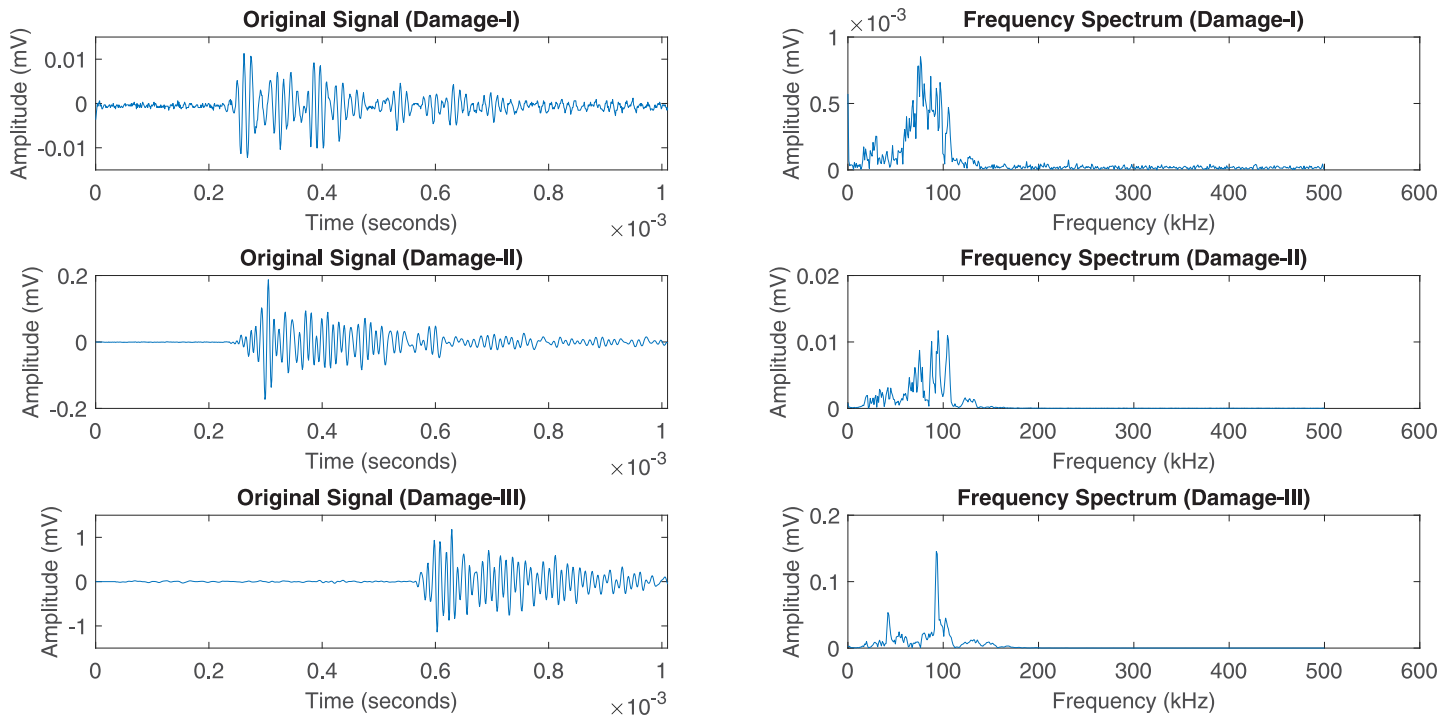 Original Signal (Damage-I)
Amplitude (mV)
0.01
0
-0.01
0 0.2 0.4 0.6 0.8 1
Time (seconds)
×10-3
Frequency Spectrum (Damage-I)
×10-3
Amplitude (mV)
1
0.5
0
0 100 200 300 400 500 600
Frequency (kHz)
Original Signal (Damage-II)
Amplitude (mV)
0.2
0
-0.2
0 0.2 0.4 0.6 0.8 1
Time (seconds)
×10-3
Frequency Spectrum (Damage-II)
Amplitude (mV)
0.02
0.01
0
0 100 200 300 400 500 600
Frequency (kHz)
Original Signal (Damage-III)
Amplitude (mV)
1
0
-1
0 0.2 0.4 0.6 0.8 1
Time (seconds)
×10-3
Frequency Spectrum (Damage-III)
Amplitude (mV)
0.2
0.1
0
0 100 200 300 400 500 600
Frequency (kHz)